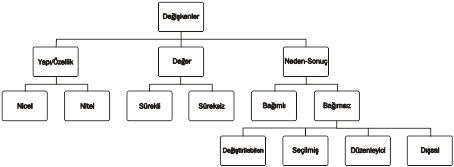 Değişkenler
Yapı/Özellik
Değer
Neden-Sonuç
Nicel
Nitel
Sürekli
Süreksiz
Bağımlı
Bağımsız
Değiştirilebilen
Seçilmiş
Düzenleyici
Dışsal